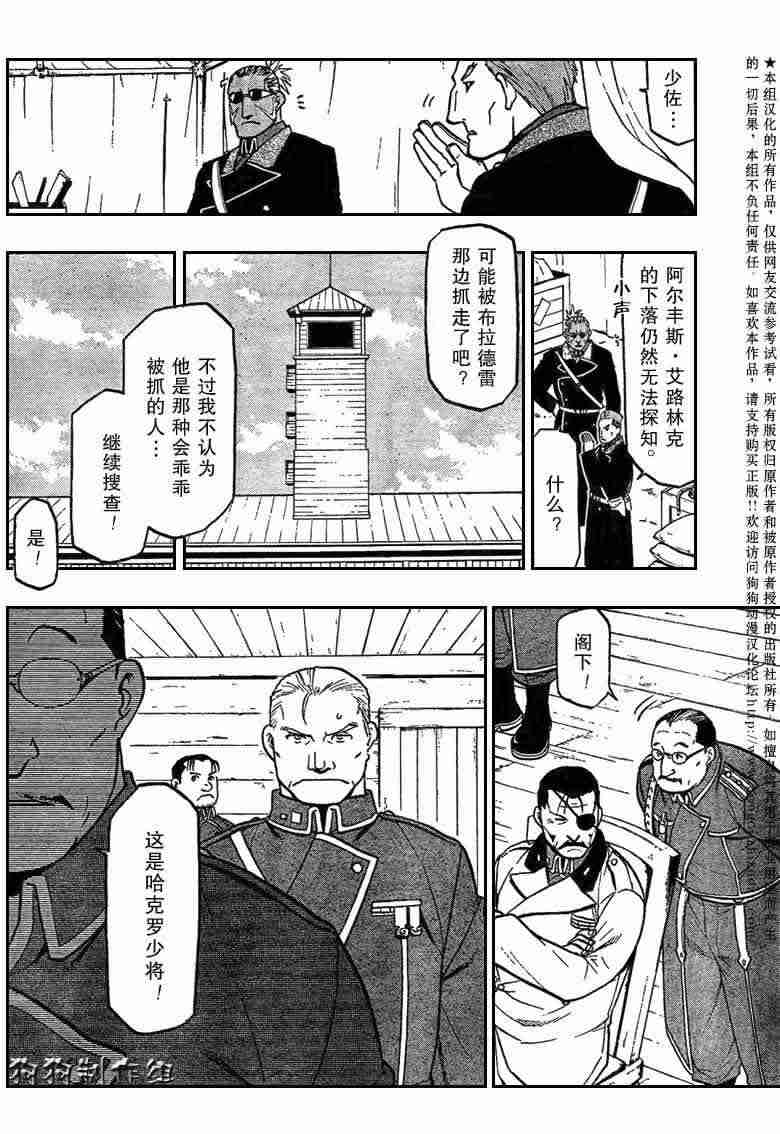 少佐…
阿尔丰斯·艾路林克
的下落仍然无法探知。
小声
什么？
可能被布拉德雷
那边抓走了吧？
不过我不认为
他是那种会乖乖
被抓的人…
继续搜查！
是！
阁下！
这是哈克罗少将！
★本组汉化的所有作品，仅供网友交流参考试看，所有版权归原作者和被原作者授权的出版社所有，如擅
的一切后果，本组不负任何责任．如喜欢本作品，请支持购买正版!!欢迎访问狗狗动漫汉化论坛http://w
狗狗制作组